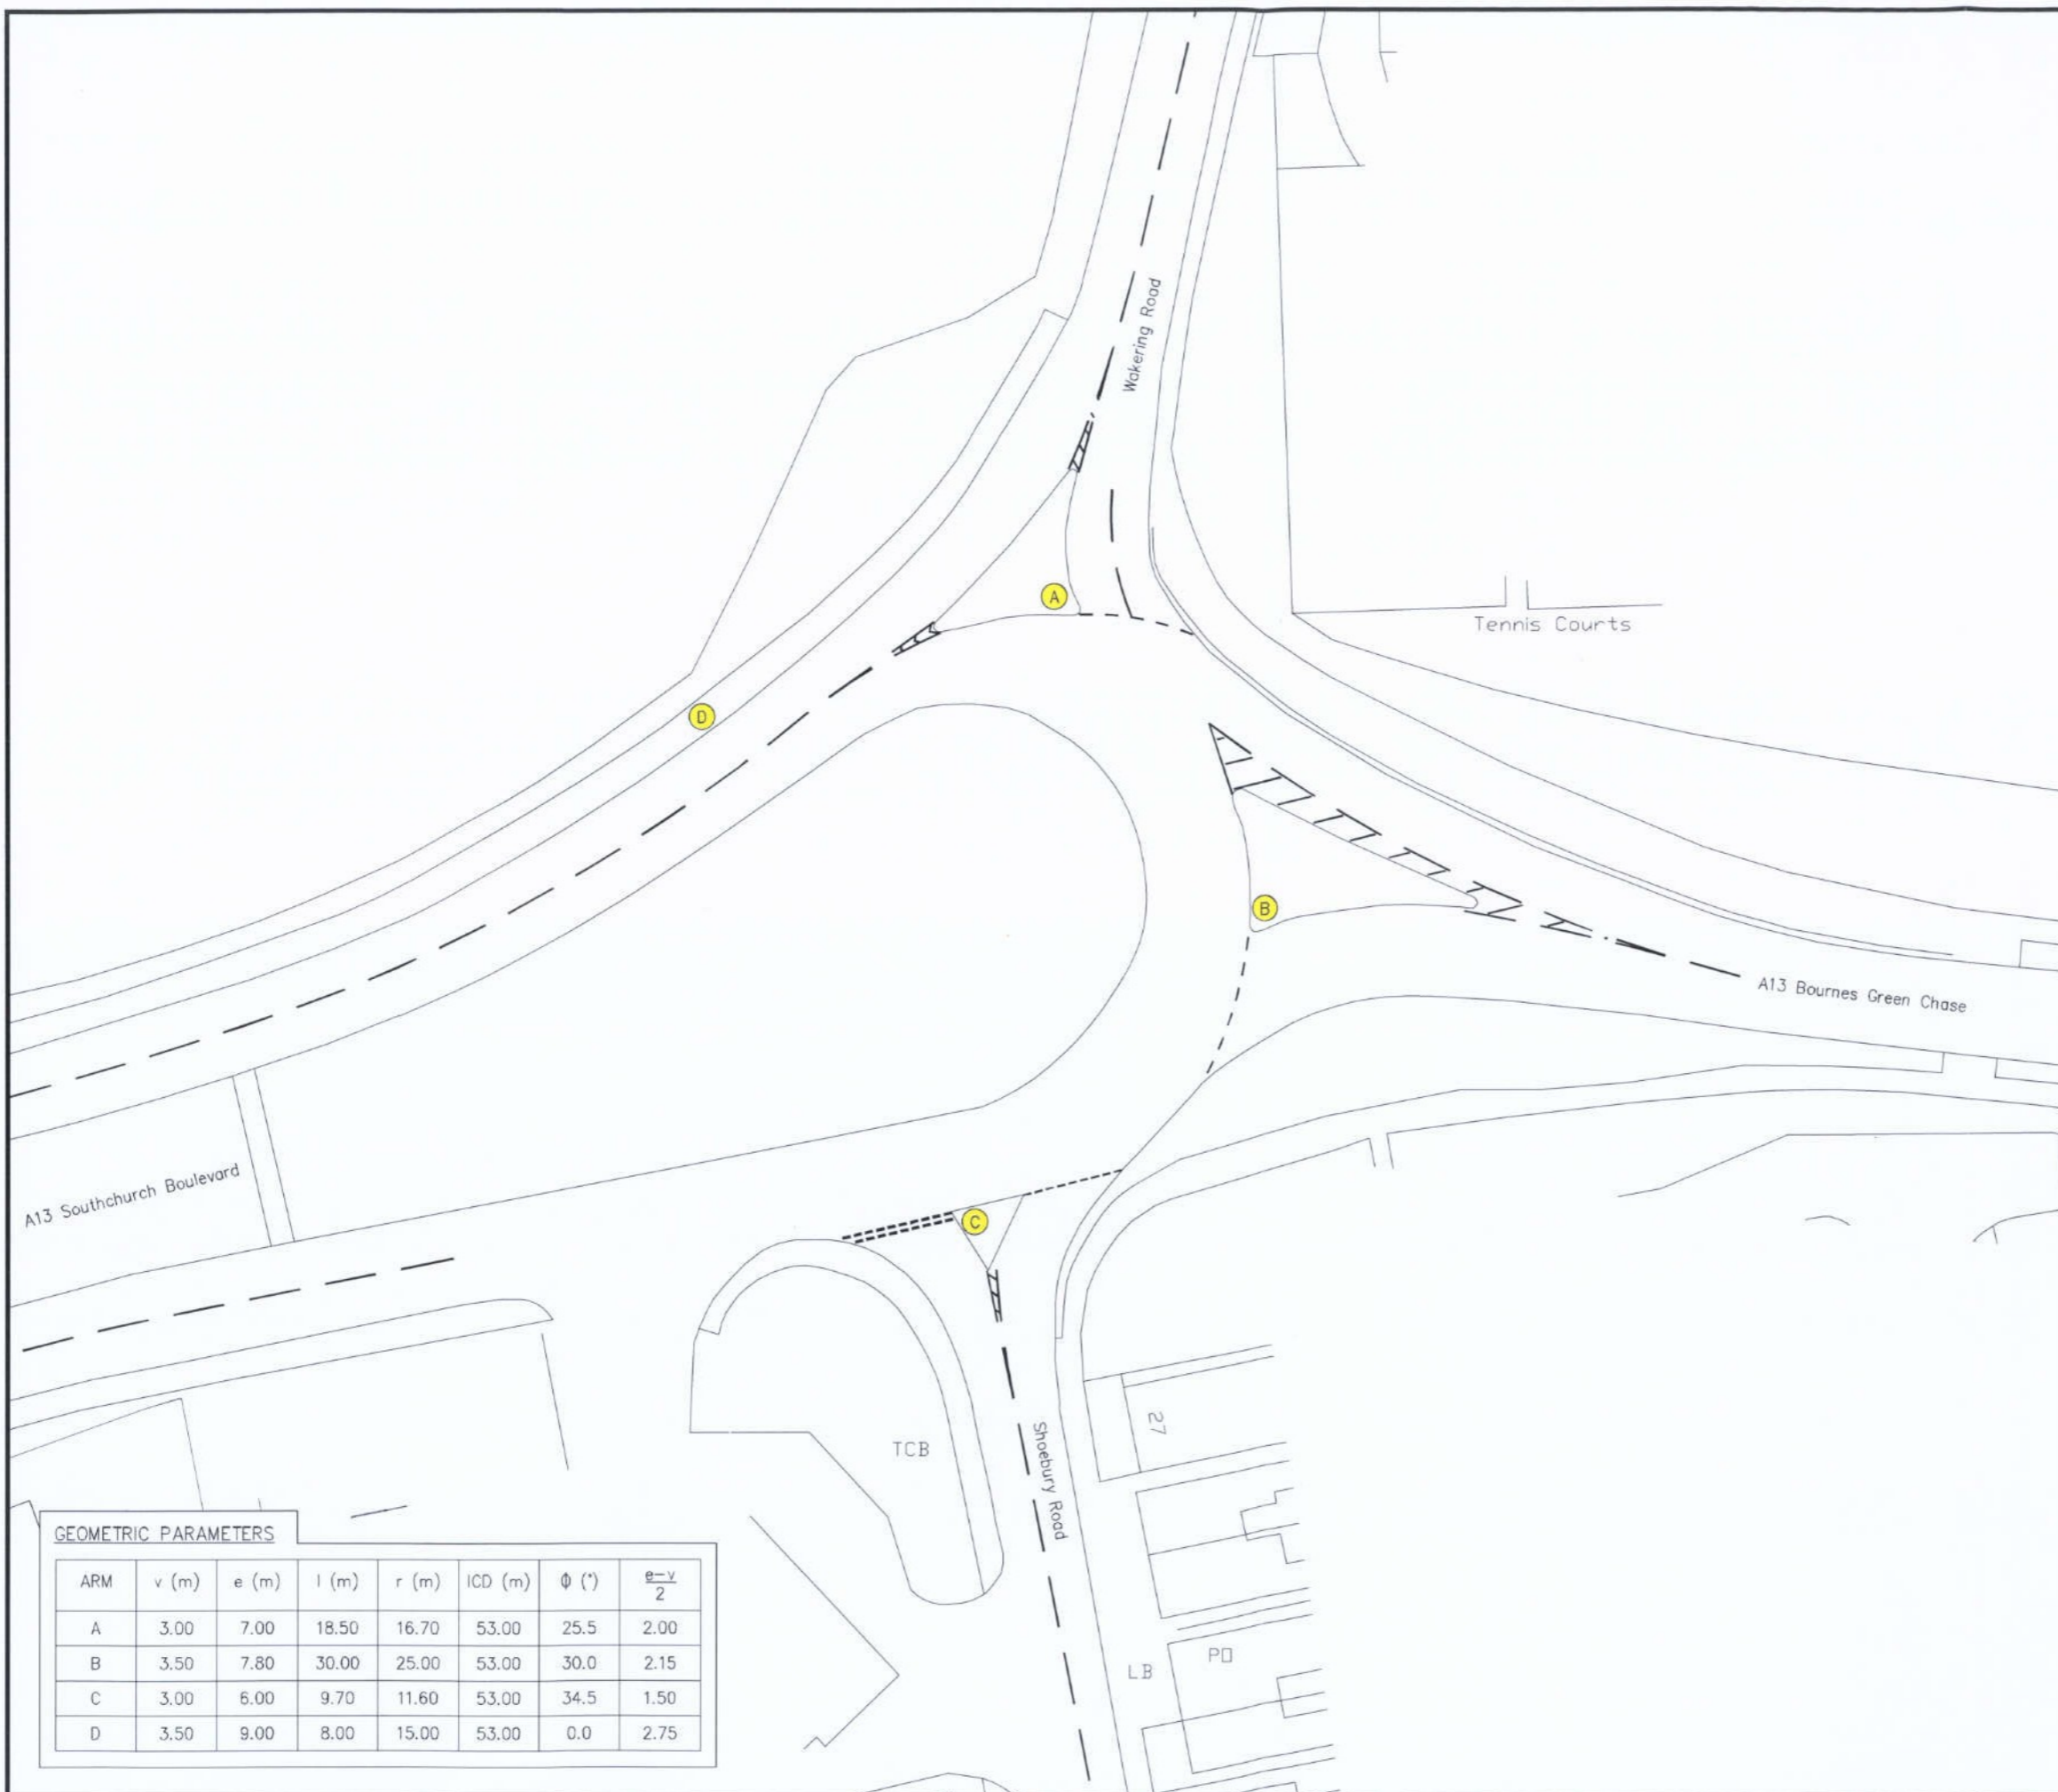 Wakering Road
A
Tennis Courts
D
B
A13 Bournes Green Chase
A13 Southchurch Boulevard
C
TCB
Shoebury Road
27
LB
PO
GEOMETRIC PARAMETERS
ARM v (m) e (m) l (m) r (m) ICD (m) Φ (°) e-v
2
A 3.00 7.00 18.50 16.70 53.00 25.5 2.00
B 3.50 7.80 30.00 25.00 53.00 30.0 2.15
C 3.00 6.00 9.70 11.60 53.00 34.5 1.50
D 3.50 9.00 8.00 15.00 53.00 0.0 2.75